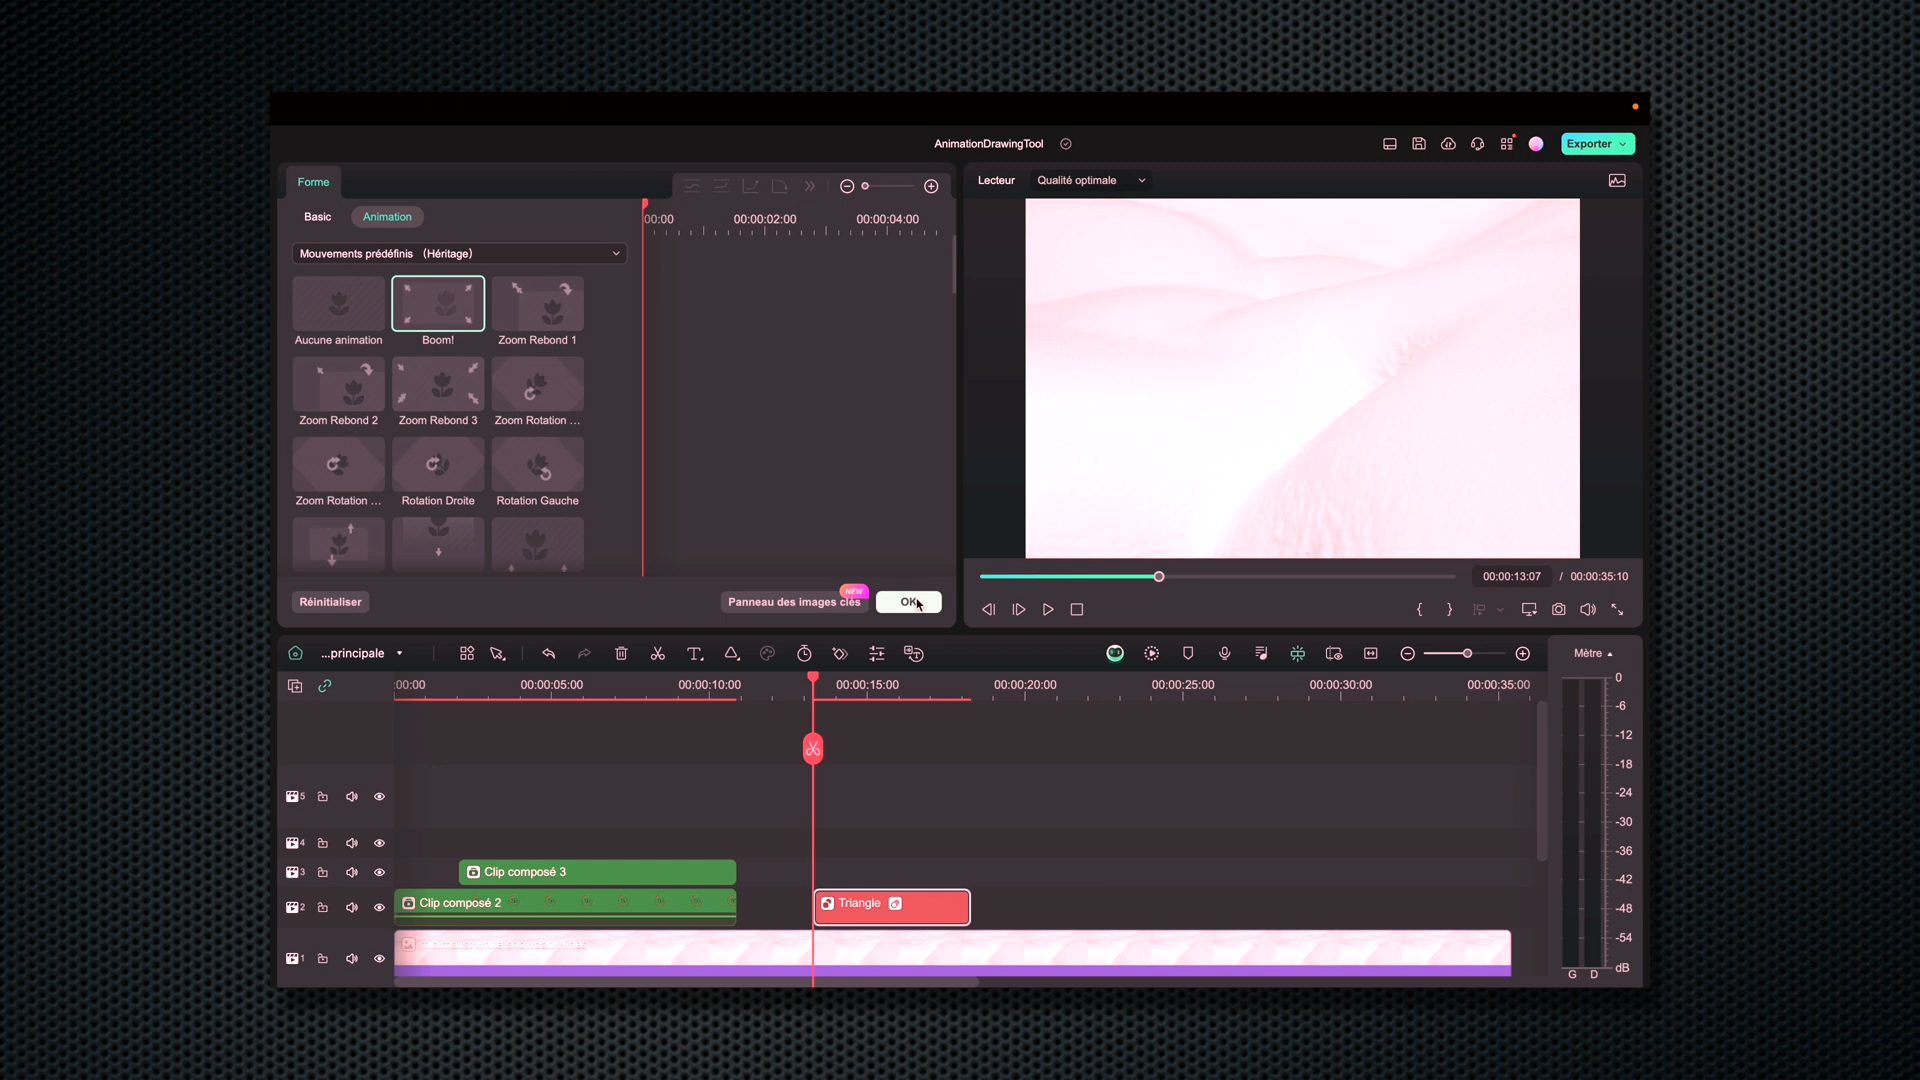 AnimationDrawingTool
Exporter
Forme
Lecteur
Qualité optimale
Basic
Animation
00:00
00:00:02:00
00:00:04:00
Mouvements prédéfinis (Héritage)
Aucune animation
Boom!
Zoom Rebond 1
Zoom Rebond 2
Zoom Rebond 3
Zoom Rotation ...
Zoom Rotation ...
Rotation Droite
Rotation Gauche
Réinitialiser
Panneau des images clés
NEW
OK
00:00:13:07 / 00:00:35:10
...principale
Mètre
:00:00
00:00:05:00
00:00:10:00
00:00:15:00
00:00:20:00
00:00:25:00
00:00:30:00
00:00:35:00
0
-6
-12
-18
-24
-30
-36
-42
-48
-54
dB
G D
5
4
3
Clip composé 3
2
Clip composé 2
Triangle
1